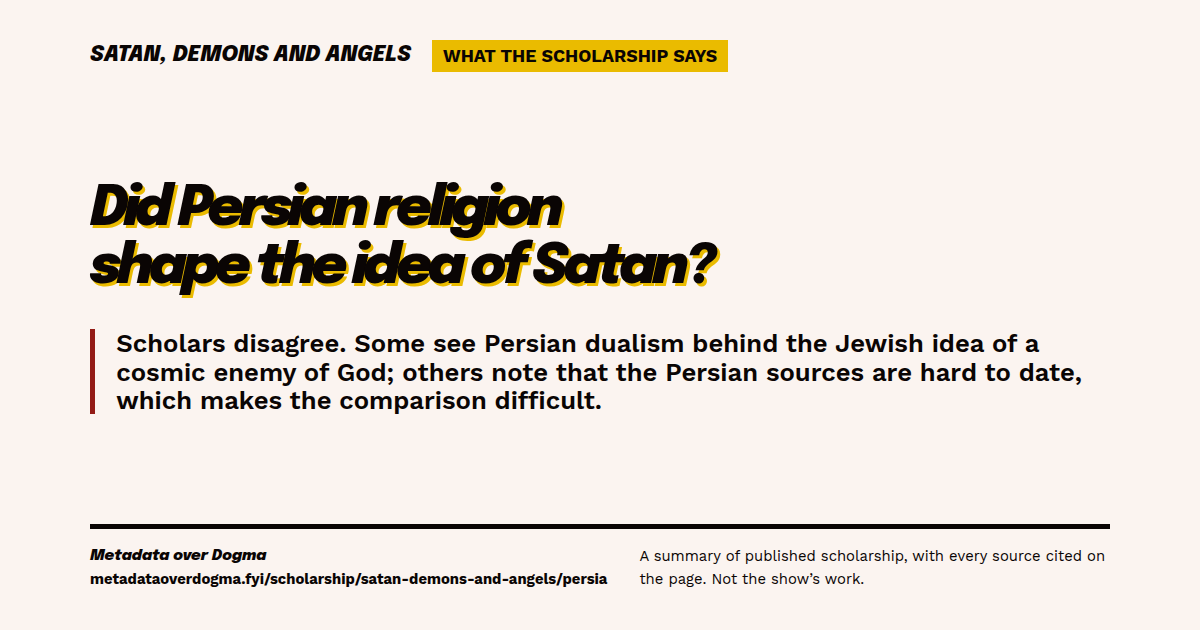 SATAN, DEMONS AND ANGELS
WHAT THE SCHOLARSHIP SAYS
Did Persian religion
shape the idea of Satan?
Scholars disagree. Some see Persian dualism behind the Jewish idea of a
cosmic enemy of God; others note that the Persian sources are hard to date,
which makes the comparison difficult.
Metadata over Dogma
metadataoverdogma.fyi/scholarship/satan-demons-and-angels/persia
A summary of published scholarship, with every source cited on
the page. Not the show’s work.